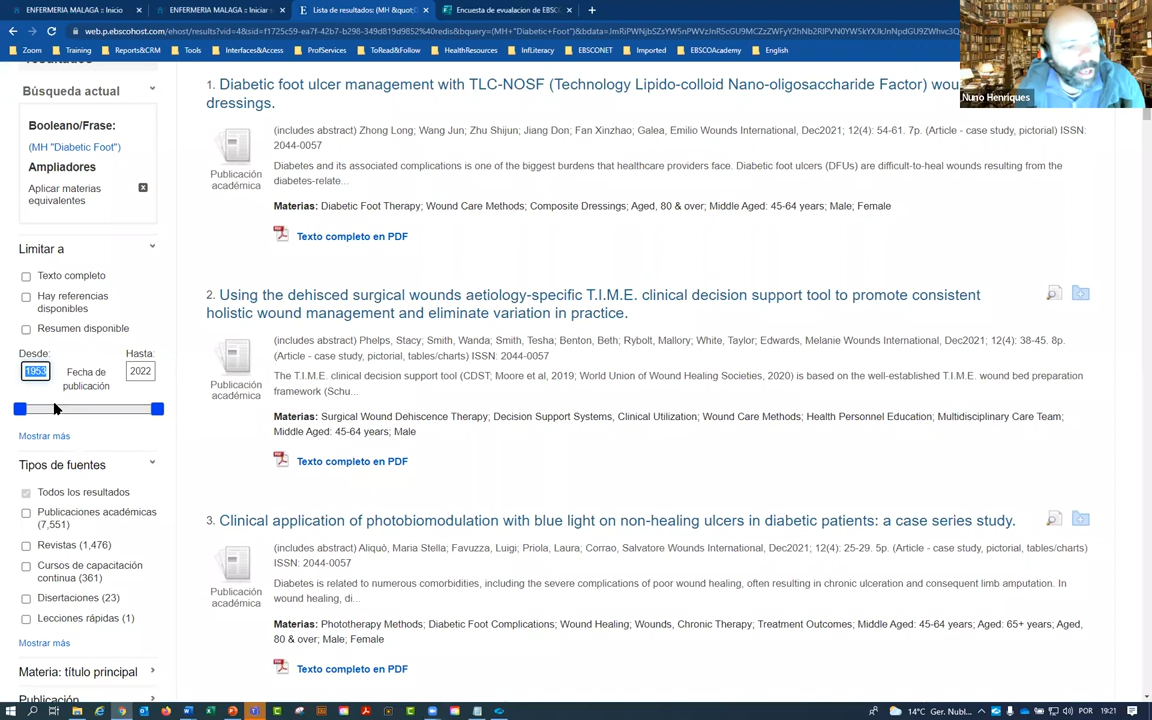 ENFERMERIA MALAGA :: Inicio
ENFERMERIA MALAGA :: Iniciar s
Lista de resultados: (MH &quot;
Encuesta de evualacion de EBSCO
web.p.ebscohost.com
Zoom
Training
Reports&CRM
Tools
Interfaces&Access
ProfServices
ToRead&Follow
HealthResources
InfLiteracy
EBSCONET
Imported
EBSCOAcademy
English
Nuno Henriques
Búsqueda actual
Booleano/Frase:
(MH "Diabetic Foot")
Ampliadores
Aplicar materias
equivalentes
Limitar a
Texto completo
Hay referencias
disponibles
Resumen disponible
Desde:
Hasta:
1953
Fecha de
publicación
2022
Mostrar más
Tipos de fuentes
Todos los resultados
Publicaciones académicas
(7,551)
Revistas (1,476)
Cursos de capacitación
continua (361)
Disertaciones (23)
Lecciones rápidas (1)
Mostrar más
Materia: título principal
Publicación
1. Diabetic foot ulcer management with TLC-NOSF (Technology Lipido-colloid Nano-oligosaccharide Factor)
dressings.
Publicación
académica
(includes abstract) Zhong Long; Wang Jun; Zhu Shijun; Jiang Don; Fan Xinzhao; Galea, Emilio Wounds International, Dec2021; 12(4): 54-61. 7p. (Article - case study, pictorial) ISSN:
2044-0057
Diabetes and its associated complications is one of the biggest burdens that healthcare providers face. Diabetic foot ulcers (DFUs) are difficult-to-heal wounds resulting from the
diabetes-relate...
Materias: Diabetic Foot Therapy; Wound Care Methods; Composite Dressings; Aged, 80 & over; Middle Aged: 45-64 years; Male; Female
Texto completo en PDF
2. Using the dehisced surgical wounds aetiology-specific T.I.M.E. clinical decision support tool to promote consistent
holistic wound management and eliminate variation in practice.
Publicación
académica
(includes abstract) Phelps, Stacy; Smith, Wanda; Smith, Tesha; Benton, Beth; Rybolt, Mallory; White, Taylor; Edwards, Melanie Wounds International, Dec2021; 12(4): 38-45. 8p.
(Article - case study, pictorial, tables/charts) ISSN: 2044-0057
The T.I.M.E. clinical decision support tool (CDST; Moore et al, 2019; World Union of Wound Healing Societies, 2020) is based on the well-established T.I.M.E. wound bed preparation
framework (Schu...
Materias: Surgical Wound Dehiscence Therapy; Decision Support Systems, Clinical Utilization; Wound Care Methods; Health Personnel Education; Multidisciplinary Care Team;
Middle Aged: 45-64 years; Male
Texto completo en PDF
3. Clinical application of photobiomodulation with blue light on non-healing ulcers in diabetic patients: a case series study.
Publicación
académica
(includes abstract) Aliquò, Maria Stella; Favuzza, Luigi; Priola, Laura; Corrao, Salvatore Wounds International, Dec2021; 12(4): 25-29. 5p. (Article - case study, pictorial, tables/charts)
ISSN: 2044-0057
Diabetes is related to numerous comorbidities, including the severe complications of poor wound healing, often resulting in chronic ulceration and consequent limb amputation. In
wound healing, di...
Materias: Phototherapy Methods; Diabetic Foot Complications; Wound Healing; Wounds, Chronic Therapy; Treatment Outcomes; Middle Aged: 45-64 years; Aged: 65+ years; Aged,
80 & over; Male; Female
Texto completo en PDF
14°C Ger. Nubl...
POR
19:21